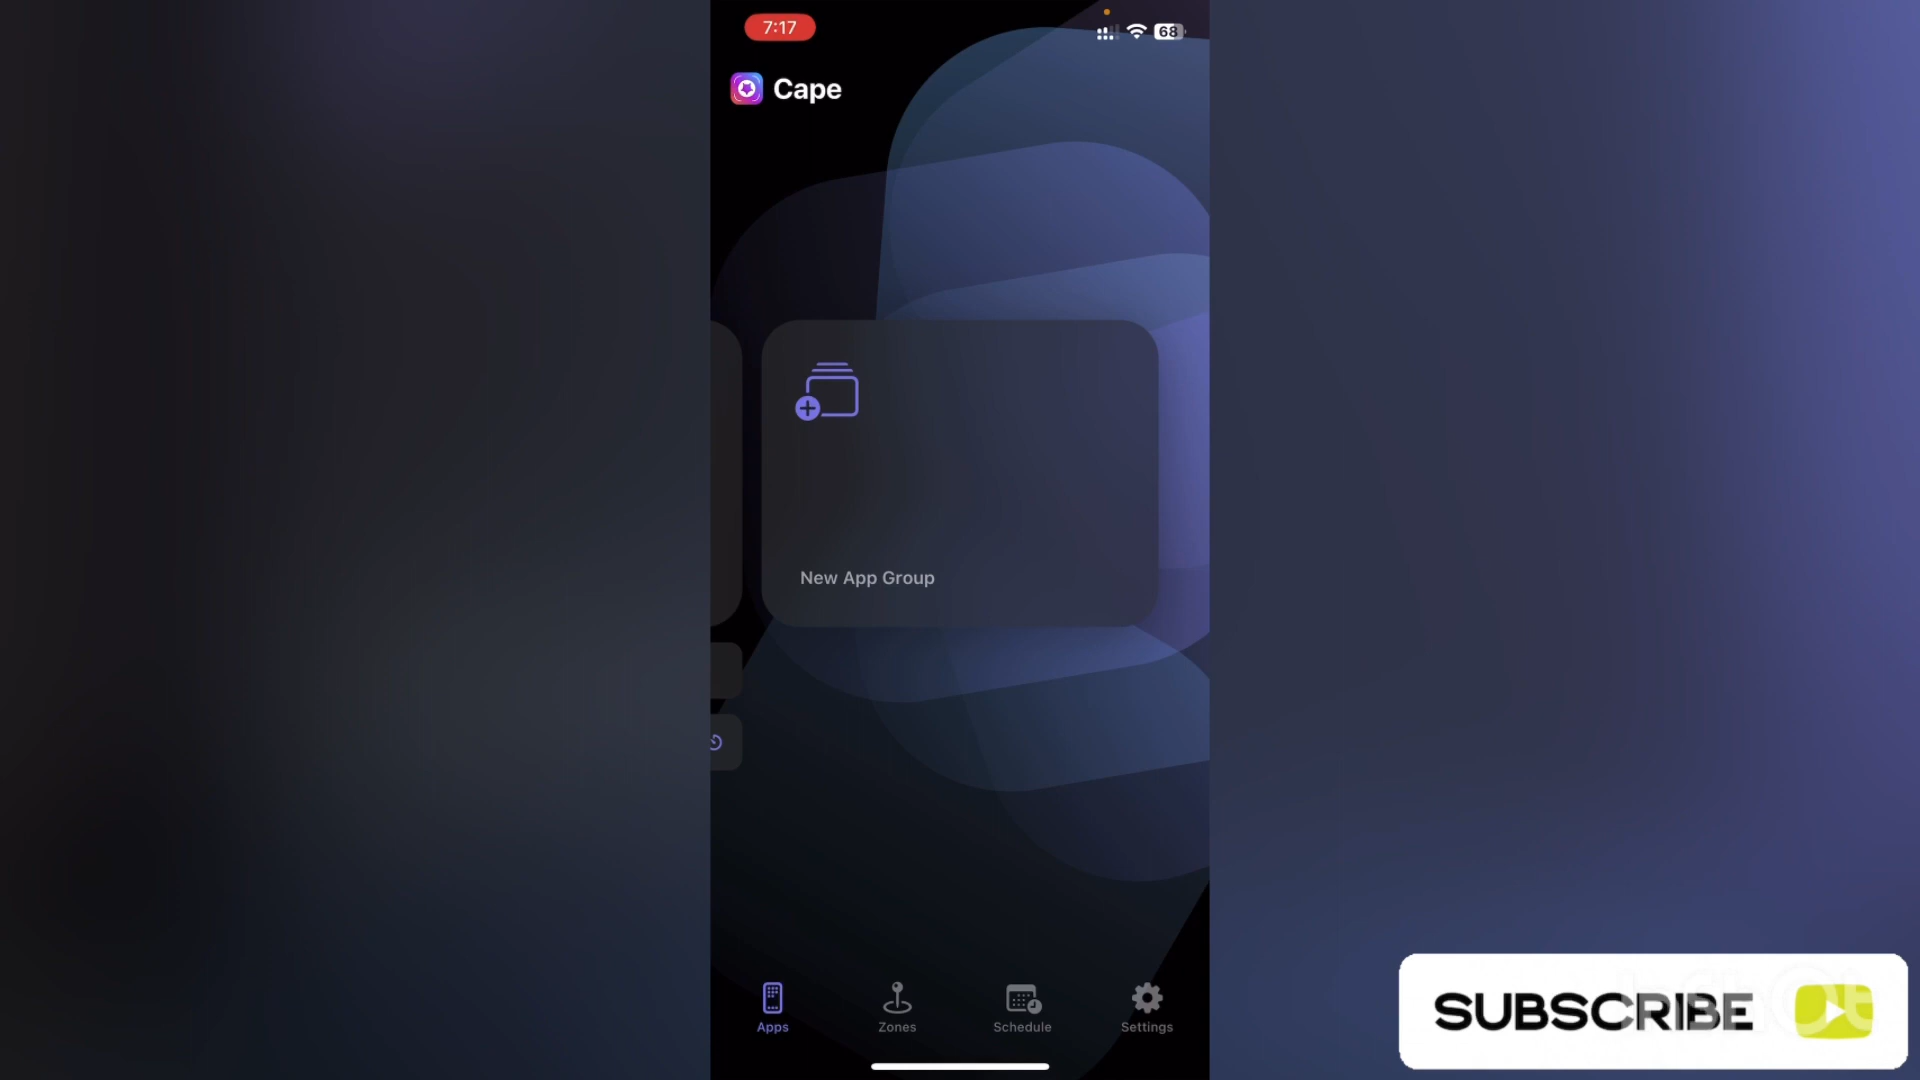 7:17
68
Cape
New App Group
Apps
Zones
Schedule
Settings
SUBSCRIBE